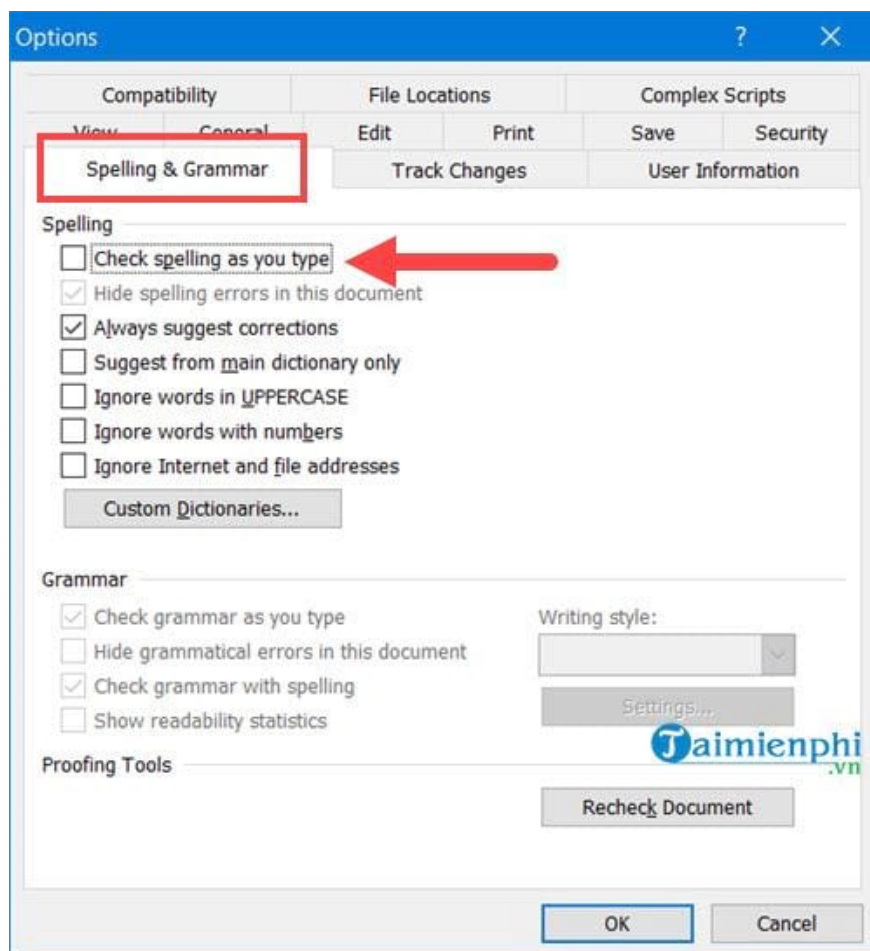 Options
Compatibility File Locations Complex Scripts
View General Edit Print Save Security
Spelling & Grammar Track Changes User Information
Spelling
Check spelling as you type
Hide spelling errors in this document
Always suggest corrections
Suggest from main dictionary only
Ignore words in UPPERCASE
Ignore words with numbers
Ignore Internet and file addresses
Custom Dictionaries...
Grammar
Check grammar as you type Writing style:
Hide grammatical errors in this document
Check grammar with spelling
Settings...
Show readability statistics
Taimienphi
.vn
Proofing Tools
Recheck Document
OK Cancel